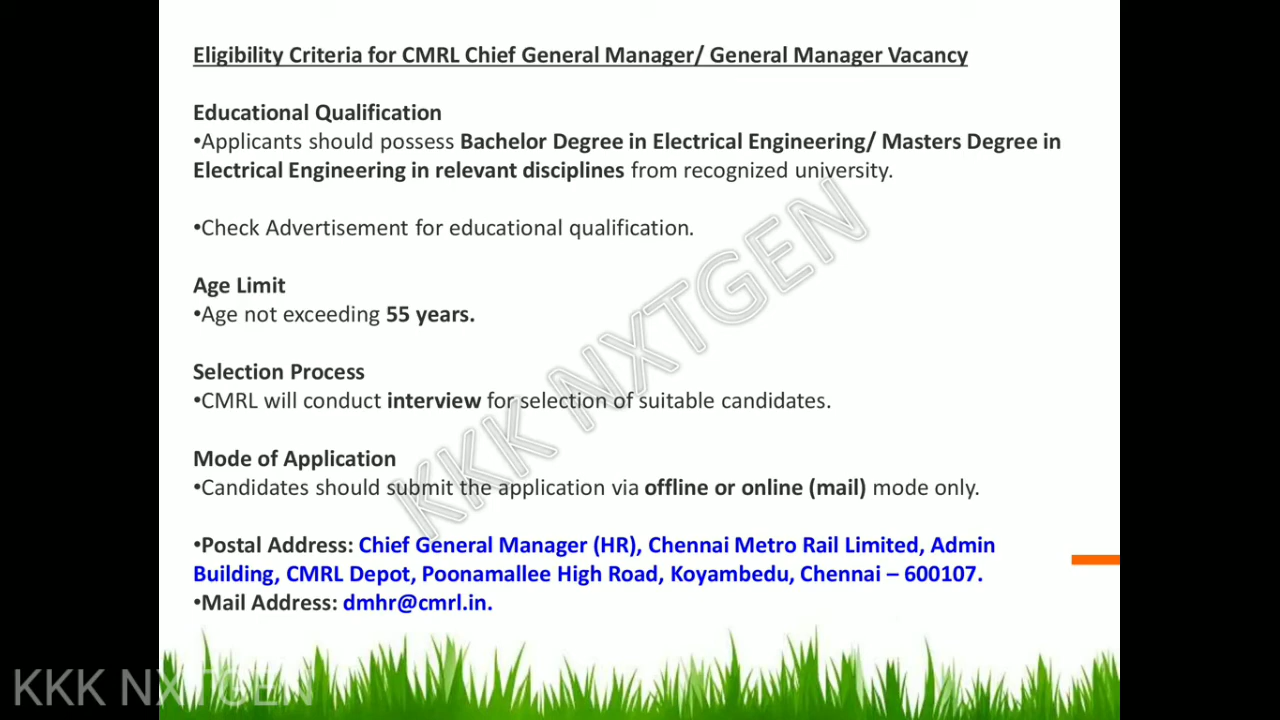 Eligibility Criteria for CMRL Chief General Manager/ General Manager Vacancy
Educational Qualification
•Applicants should possess Bachelor Degree in Electrical Engineering/ Masters Degree in
Electrical Engineering in relevant disciplines from recognized university.
•Check Advertisement for educational qualification.
Age Limit
•Age not exceeding 55 years.
Selection Process
•CMRL will conduct interview for selection of suitable candidates.
Mode of Application
•Candidates should submit the application via offline or online (mail) mode only.
•Postal Address: Chief General Manager (HR), Chennai Metro Rail Limited, Admin
Building, CMRL Depot, Poonamallee High Road, Koyambedu, Chennai – 600107.
•Mail Address: dmhr@cmrl.in.
KKK NXTGEN
KKK NXTGEN